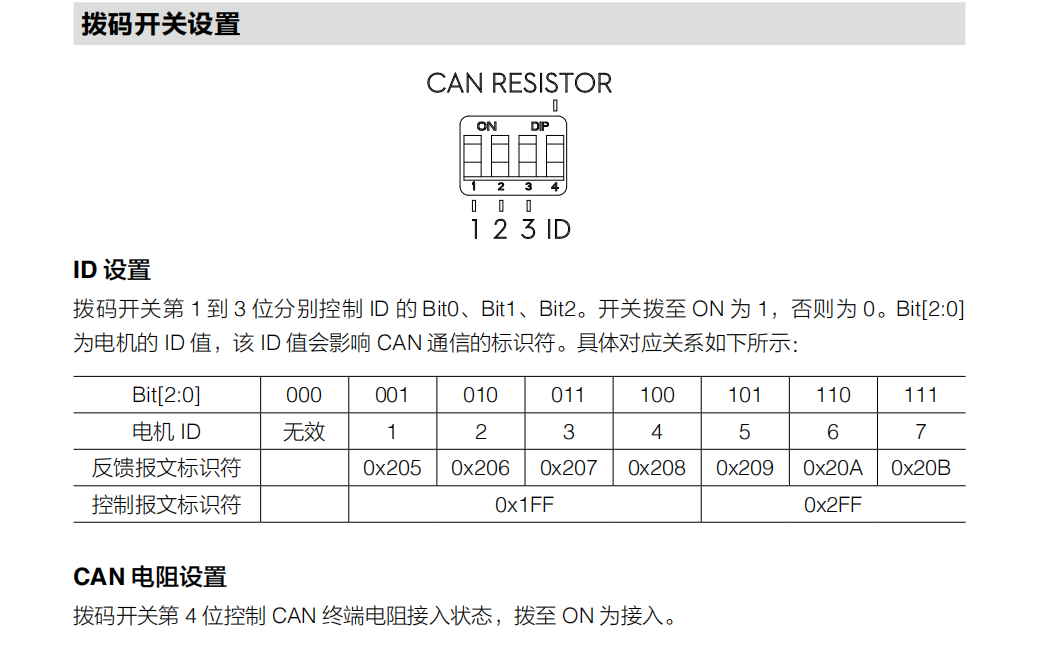 拨码开关设置
CAN RESISTOR
ON DIP
1 2 3 4
1 2 3 ID
ID 设置
拨码开关第 1 到 3 位分别控制 ID 的 Bit0、Bit1、Bit2。开关拨至 ON 为 1，否则为 0。Bit[2:0]
为电机的 ID 值，该 ID 值会影响 CAN 通信的标识符。具体对应关系如下所示：
Bit[2:0] 000 001 010 011 100 101 110 111
电机 ID 无效 1 2 3 4 5 6 7
反馈报文标识符 0x205 0x206 0x207 0x208 0x209 0x20A 0x20B
控制报文标识符 0x1FF 0x2FF
CAN 电阻设置
拨码开关第 4 位控制 CAN 终端电阻接入状态，拨至 ON 为接入。